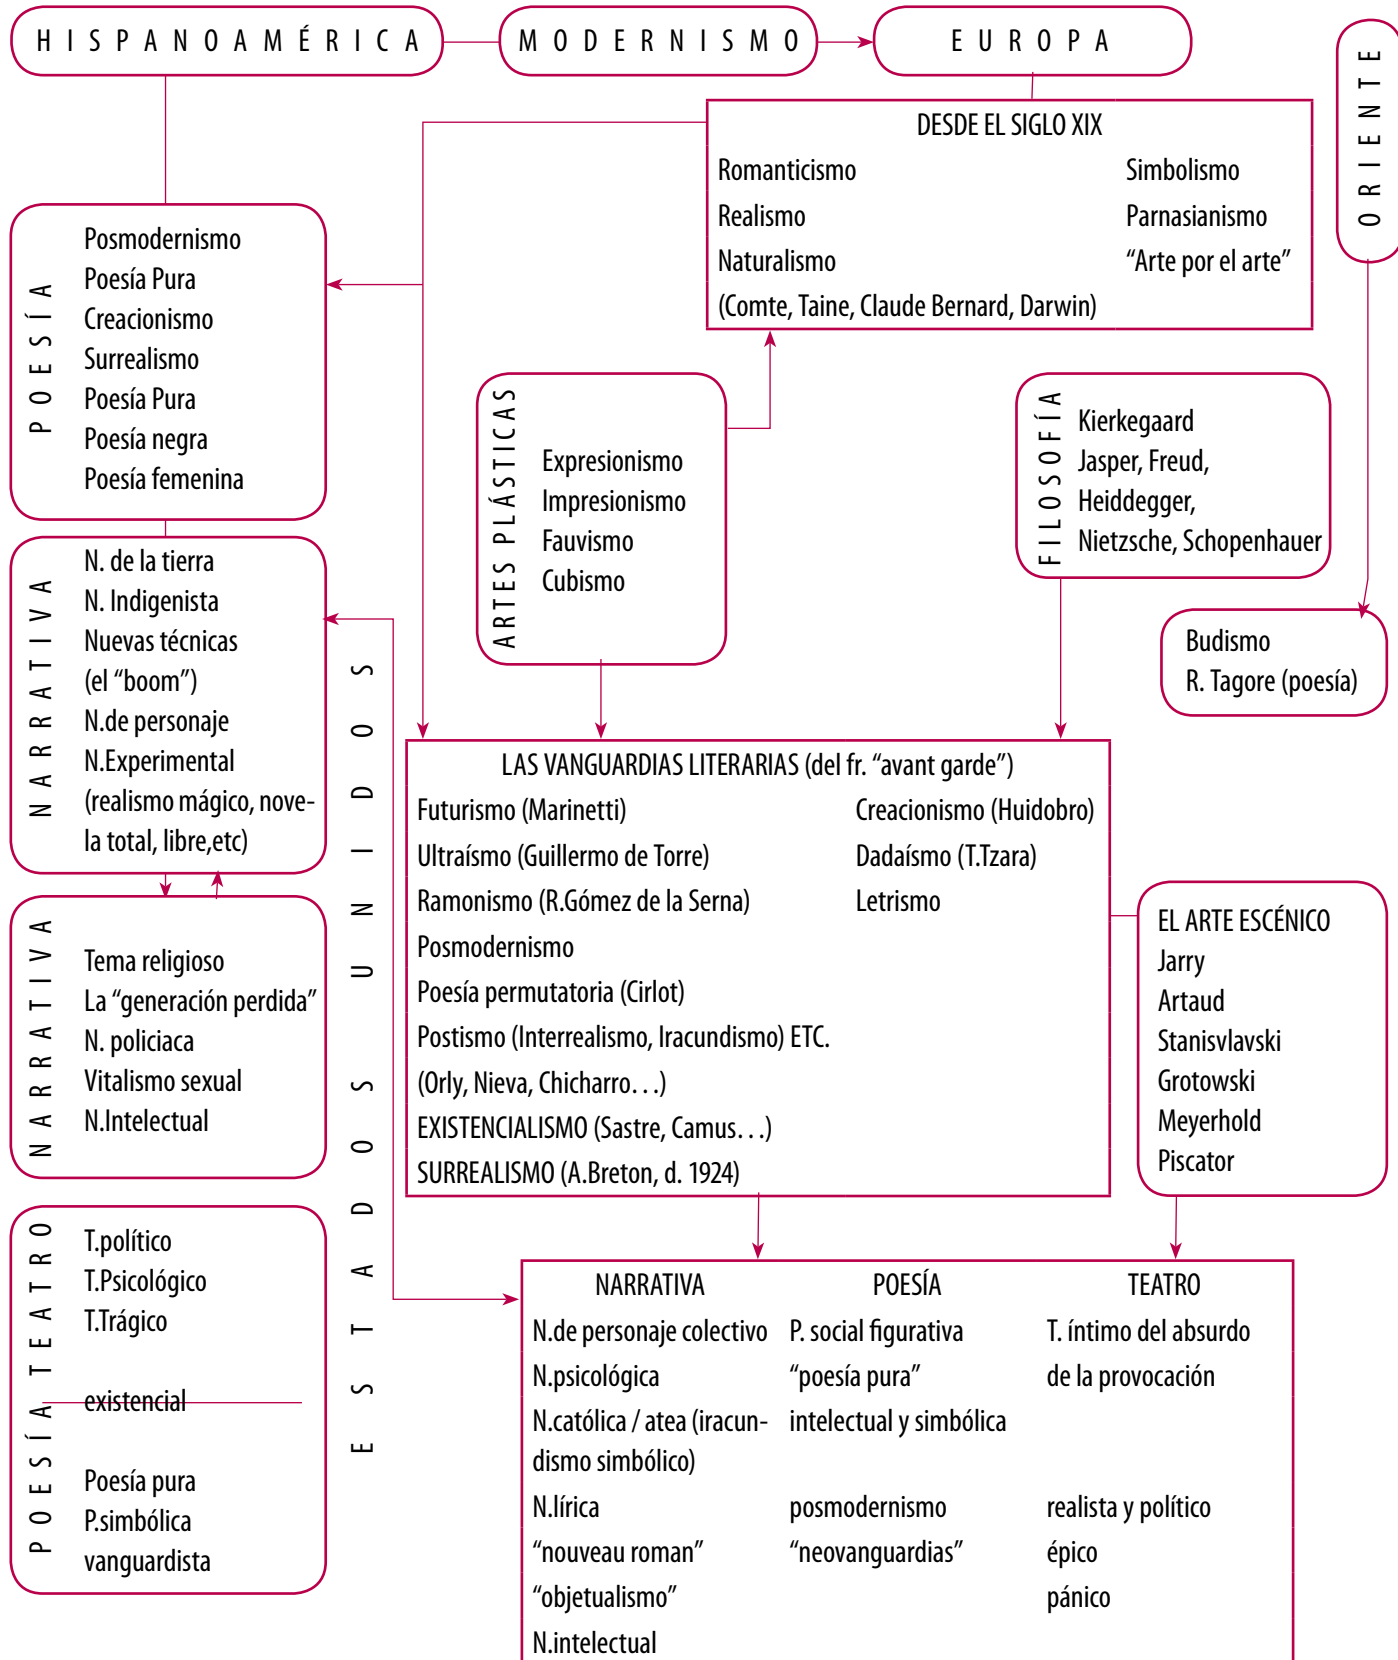 HISPANOAMÉRICA
MODERNISMO
EUROPA
ORIENTE
DESDE EL SIGLO XIX
Romanticismo
Simbolismo
Realismo
Parnasianismo
Naturalismo
“Arte por el arte”
(Comte, Taine, Claude Bernard, Darwin)
POESÍA
Posmodernismo
Poesía Pura
Creacionismo
Surrealismo
Poesía Pura
Poesía negra
Poesía femenina
ARTES PLÁSTICAS
Expresionismo
Impresionismo
Fauvismo
Cubismo
FILOSOFÍA
Kierkegaard
Jasper, Freud,
Heiddegger,
Nietzsche, Schopenhauer
Budismo
R. Tagore (poesía)
NARRATIVA
N. de la tierra
N. Indigenista
Nuevas técnicas
(el “boom”)
N.de personaje
N.Experimental
(realismo mágico, nove-
la total, libre,etc)
ESTADOS UNIDOS
NARRATIVA
Tema religioso
La “generación perdida”
N. policiaca
Vitalismo sexual
N.Intelectual
LAS VANGUARDIAS LITERARIAS (del fr. “avant garde”)
Futurismo (Marinetti)
Creacionismo (Huidobro)
Ultraísmo (Guillermo de Torre)
Dadaísmo (T.Tzara)
Ramonismo (R.Gómez de la Serna)
Letrismo
Posmodernismo
Poesía permutatoria (Cirlot)
Postismo (Interrealismo, Iracundismo) ETC.
(Orly, Nieva, Chicharro…)
EXISTENCIALISMO (Sastre, Camus…)
SURREALISMO (A.Breton, d. 1924)
EL ARTE ESCÉNICO
Jarry
Artaud
Stanisvlavski
Grotowski
Meyerhold
Piscator
POESÍA TEATRO
T.político
T.Psicológico
T.Trágico
existencial
Poesía pura
P.simbólica
vanguardista
NARRATIVA
POESÍA
TEATRO
N.de personaje colectivo
P. social figurativa
T. íntimo del absurdo
N.psicológica
“poesía pura”
de la provocación
N.católica / atea (iracun-
dismo simbólico)
intelectual y simbólica
N.lírica
posmodernismo
realista y político
“nouveau roman”
“neovanguardias”
épico
“objetualismo”
pánico
N.intelectual